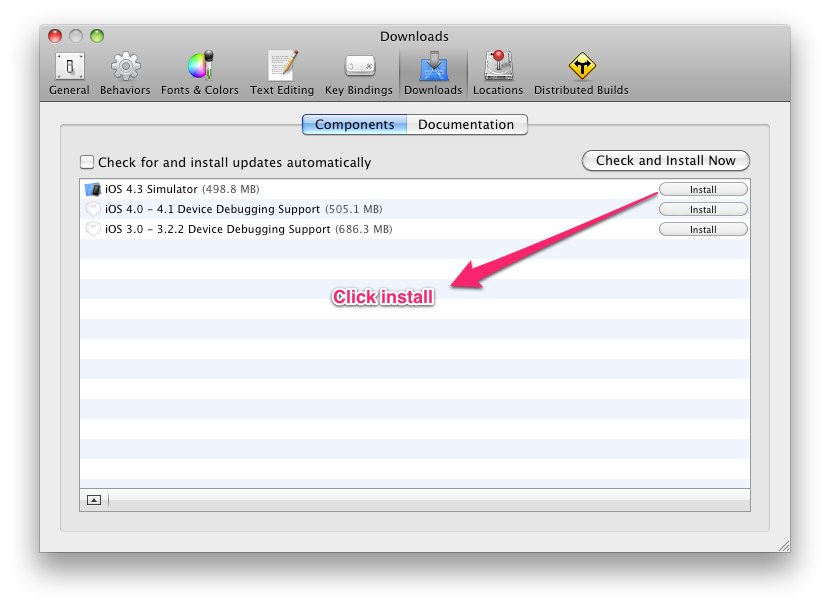 Downloads
General Behaviors Fonts & Colors Text Editing Key Bindings Downloads Locations Distributed Builds
Components Documentation
Check for and install updates automatically Check and Install Now
iOS 4.3 Simulator (498.8 MB) Install
iOS 4.0 – 4.1 Device Debugging Support (505.1 MB) Install
iOS 3.0 – 3.2.2 Device Debugging Support (686.3 MB) Install
Click install